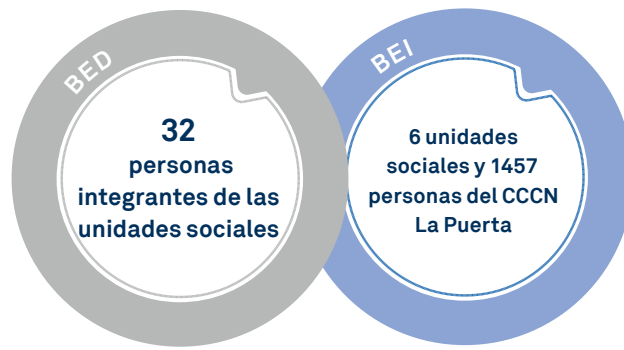 BED
32
personas
integrantes de las
unidades sociales
BEI
6 unidades
sociales y 1457
personas del CCCN
La Puerta